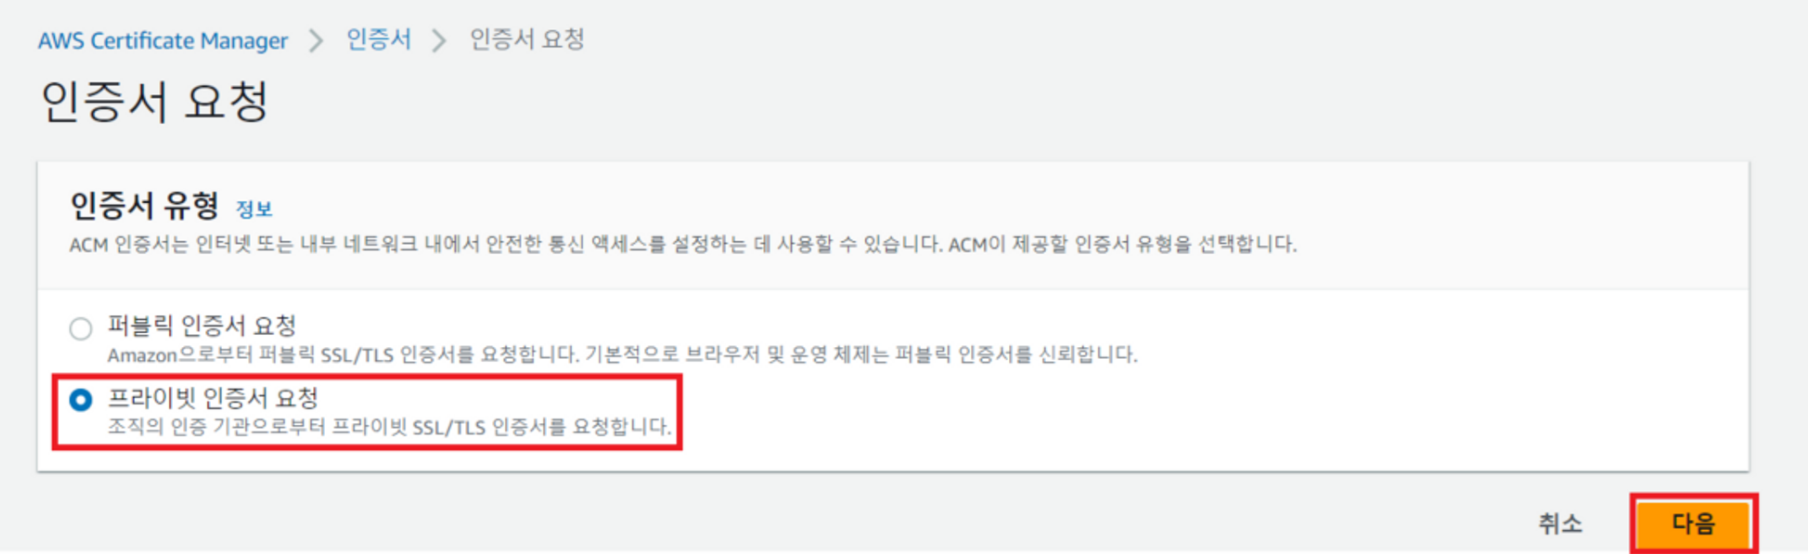 AWS Certificate Manager > 인증서 > 인증서 요청
인증서 요청
인증서 유형 정보
ACM 인증서는 인터넷 또는 내부 네트워크 내에서 안전한 통신 액세스를 설정하는 데 사용할 수 있습니다. ACM이 제공할 인증서 유형을 선택합니다.
퍼블릭 인증서 요청
Amazon으로부터 퍼블릭 SSL/TLS 인증서를 요청합니다. 기본적으로 브라우저 및 운영 체제는 퍼블릭 인증서를 신뢰합니다.
프라이빗 인증서 요청
조직의 인증 기관으로부터 프라이빗 SSL/TLS 인증서를 요청합니다.
취소 다음